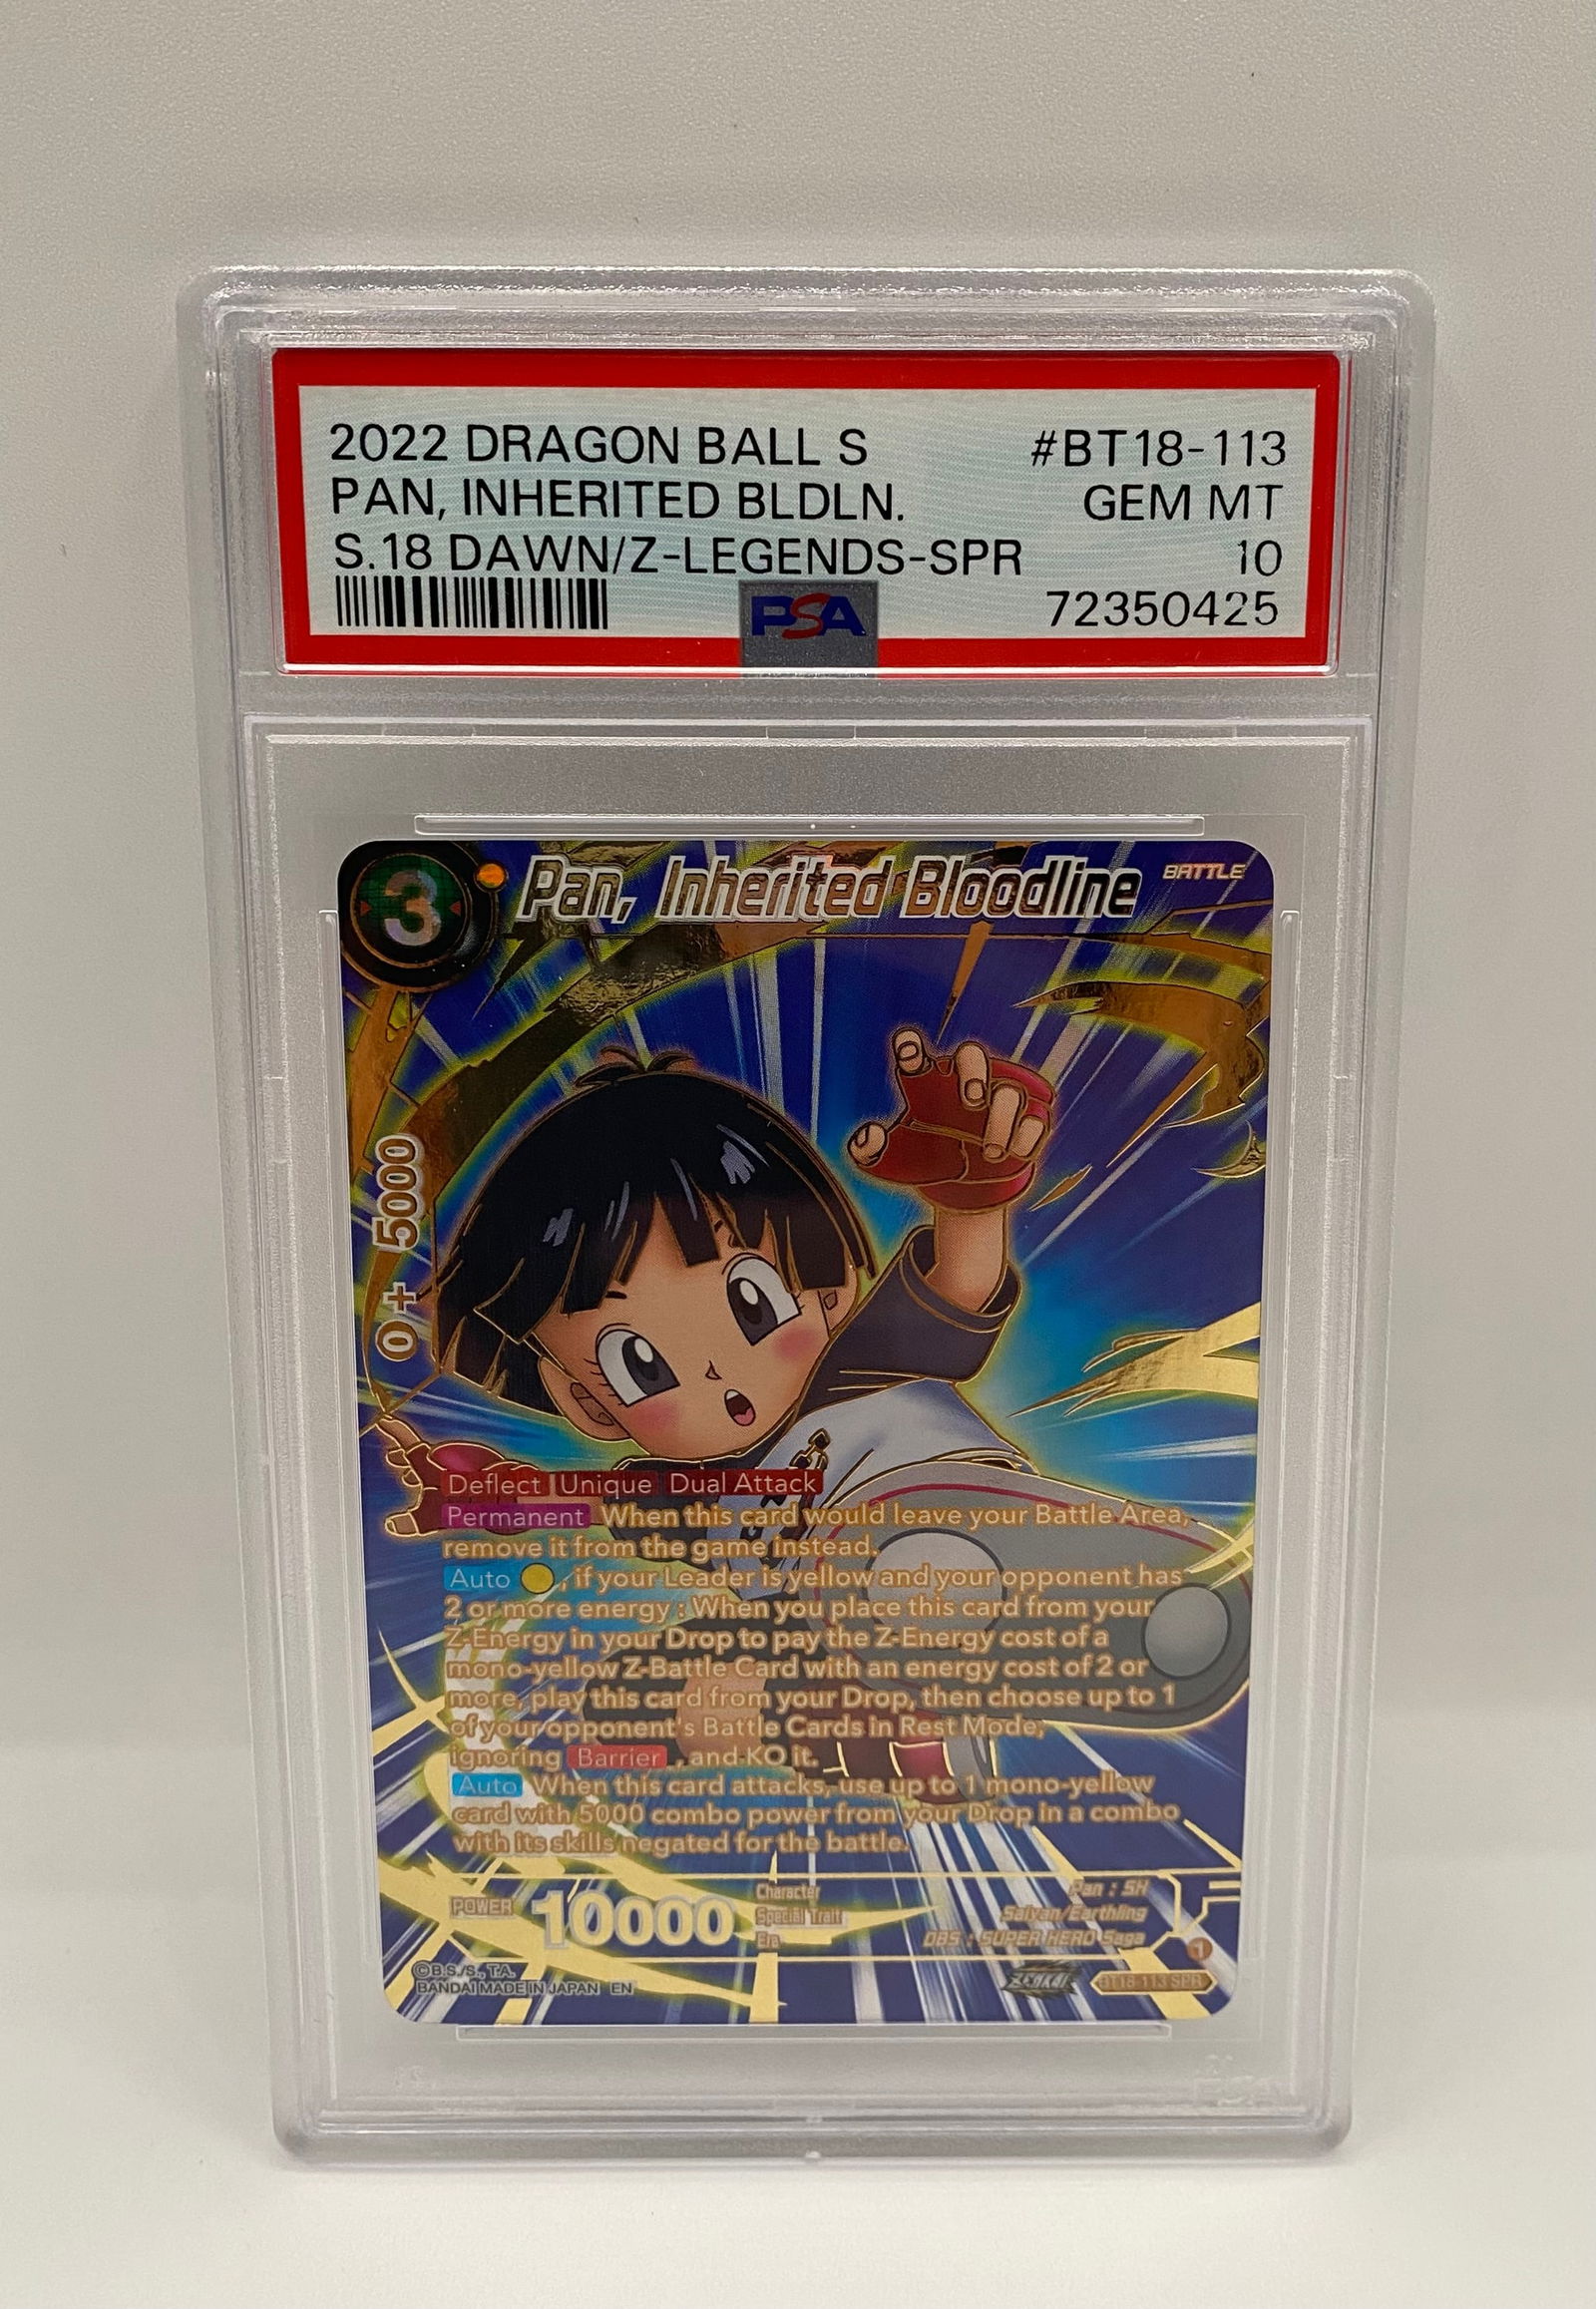 2022 DRAGON BALL S #BT18-113
PAN, INHERITED BLDLN. GEM MT
S.18 DAWN/Z-LEGENDS-SPR 10
PSA 72350425
3 Pan, Inherited Bloodline BATTLE
0 + 5000
Deflect Unique Dual Attack
Permanent When this card would leave your Battle Area,
remove it from the game instead.
Auto , if your Leader is yellow and your opponent has
2 or more energy : When you place this card from your
Z-Energy in your Drop to pay the Z-Energy cost of a
mono-yellow Z-Battle Card with an energy cost of 2 or
more, play this card from your Drop, then choose up to 1
of your opponent's Battle Cards in Rest Mode,
ignoring Barrier , and KO it.
Auto When this card attacks, use up to 1 mono-yellow
card with 5000 combo power from your Drop in a combo
with its skills negated for the battle.
POWER 10000
Character Pan : SH
Special Trait Saiyan/Earthling
Era DBS : SUPER HERO Saga
1
©B.S./S., T.A.
BANDAI MADE IN JAPAN EN
ZENKAI BT18-113 SPR